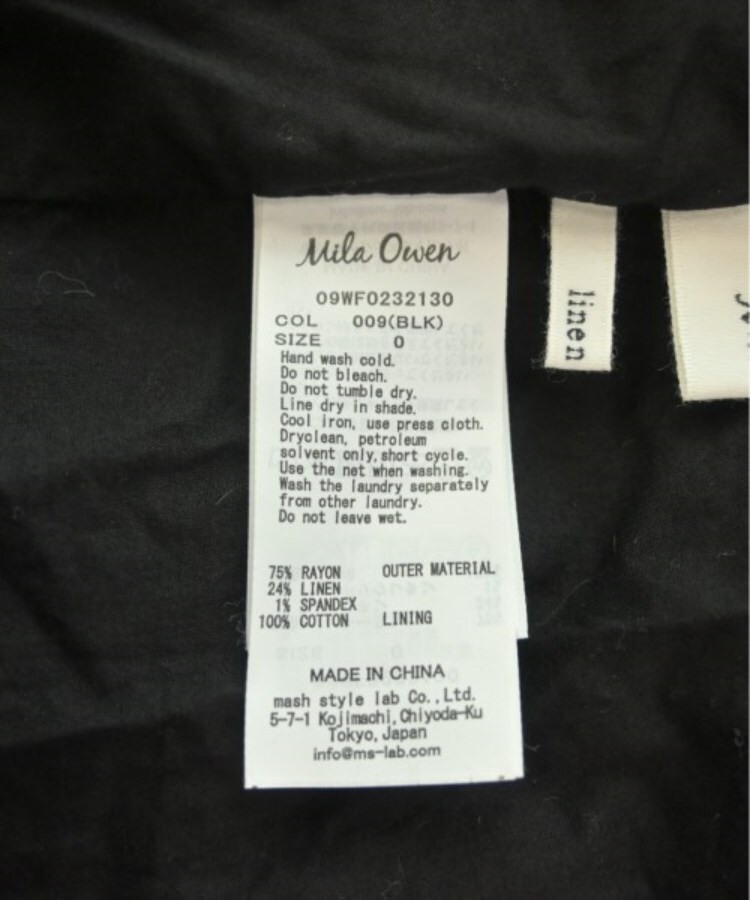 Mila Owen
09WFO232130
COL 009(BLK)
SIZE 0
Hand wash cold.
Do not bleach.
Do not tumble dry.
Line dry in shade.
Cool iron, use press cloth.
Dryclean, petroleum
solvent only,short cycle.
Use the net when washing.
Wash the laundry separately
from other laundry.
Do not leave wet.
75% RAYON OUTER MATERIAL
24% LINEN
1% SPANDEX
100% COTTON LINING
MADE IN CHINA
mash style lab Co.,Ltd.
5-7-1 Kojimachi,Chiyoda-Ku
Tokyo,Japan
info@ms-lab.com
linen